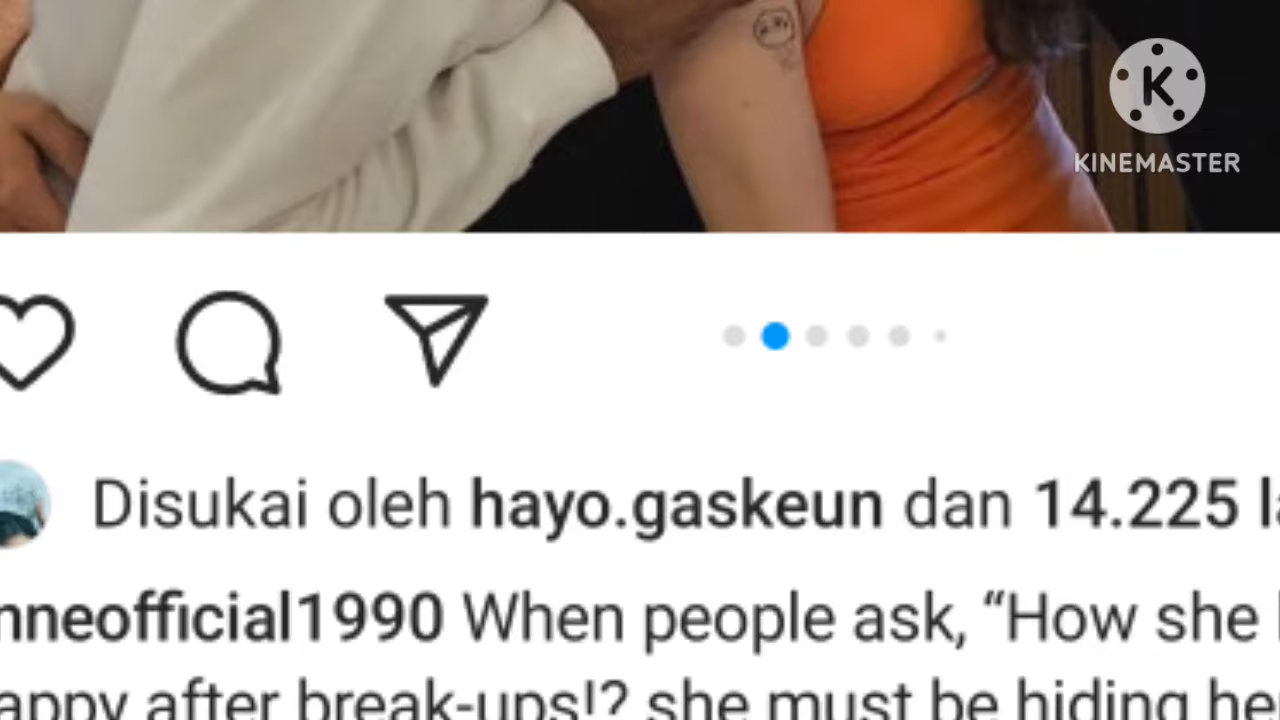 K
KINEMASTER
Disukai oleh hayo.gaskeun dan 14.225
nneofficial1990 When people ask, “How she
appy after break-ups!? she must be hiding he